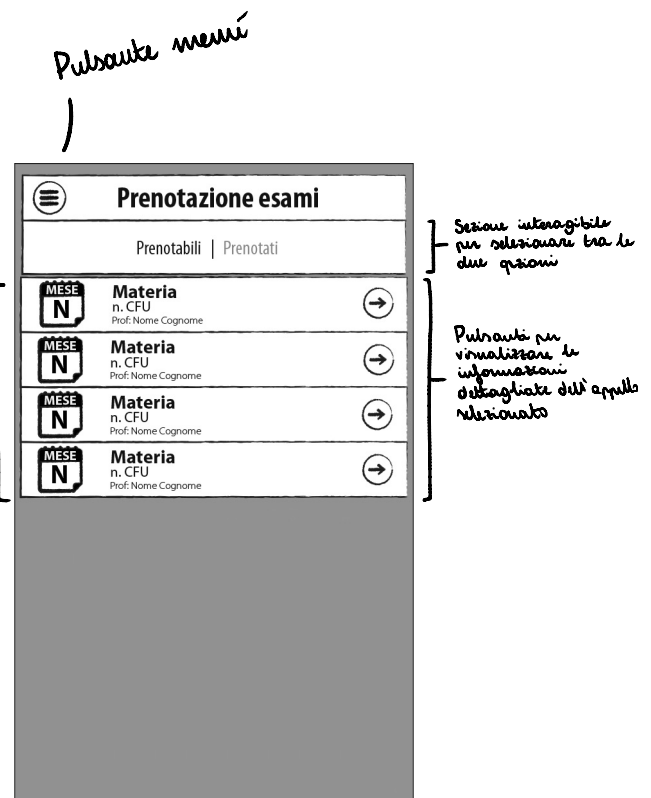 Pulsante menú
Prenotazione esami
Prenotabili | Prenotati
Sezione interagibile
per selezionare tra le
due opzioni
MESE
N
Materia
n. CFU
Prof: Nome Cognome
MESE
N
Materia
n. CFU
Prof: Nome Cognome
MESE
N
Materia
n. CFU
Prof: Nome Cognome
MESE
N
Materia
n. CFU
Prof: Nome Cognome
Pulsanti per
visualizzare le
informazioni
dettagliate dell'appello
selezionato